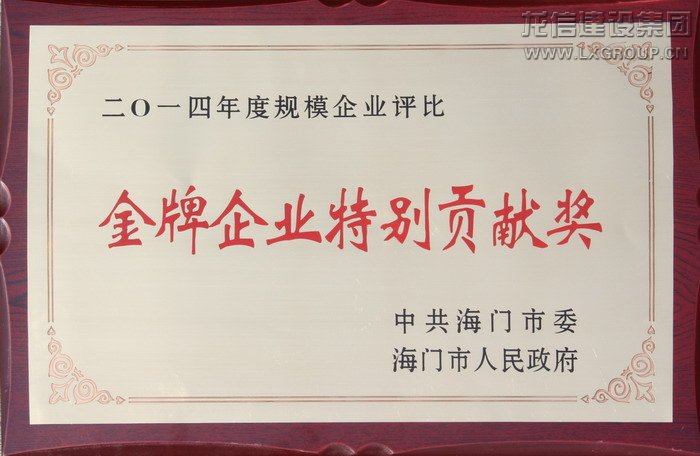 龙信建设集团
WWW.LXGROUP.CN
二O一四年度规模企业评比
金牌企业特别贡献奖
中共海门市委
海门市人民政府